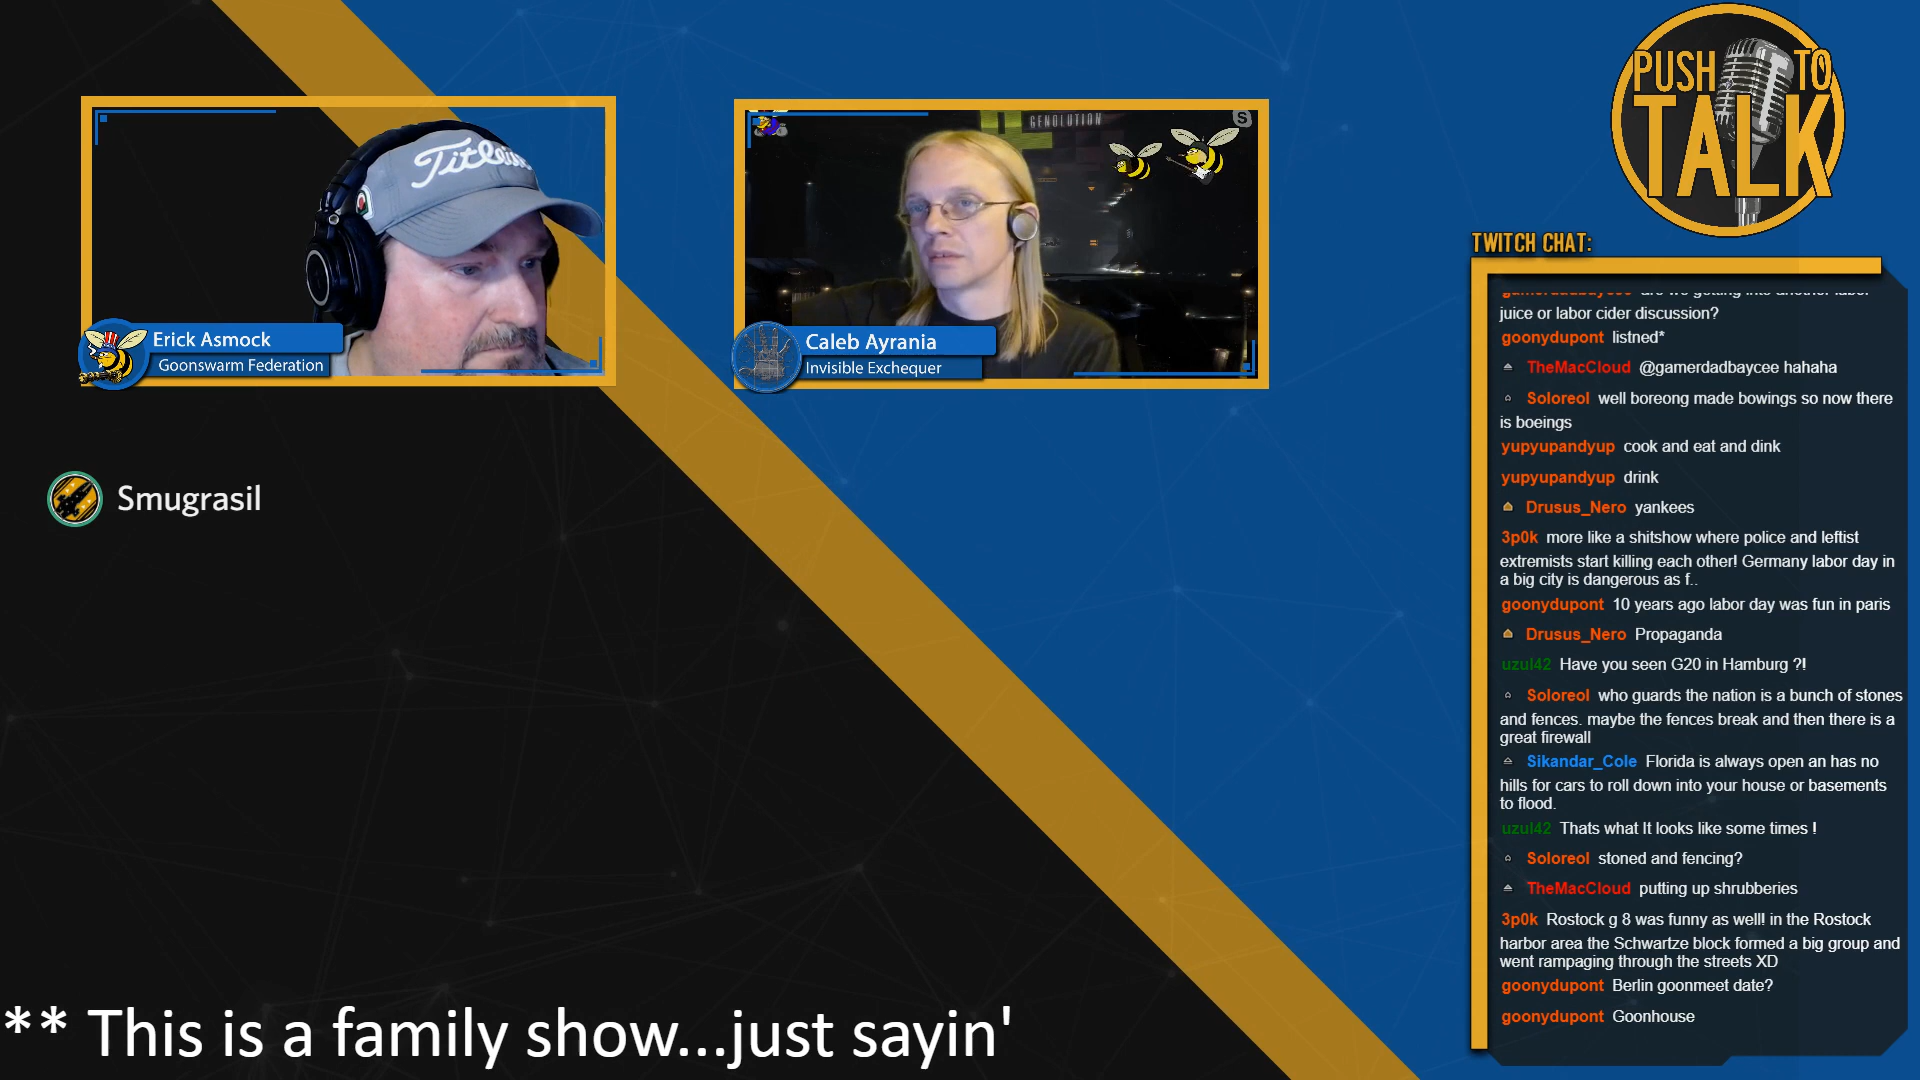 PUSH TO
TALK
TWITCH CHAT:
Titleist
GENOLUTION
S
Erick Asmock
Goonswarm Federation
Caleb Ayrania
Invisible Exchequer
Smugrasil
juice or labor cider discussion?
goonydupont listned*
TheMacCloud @gamerdadbaycee hahaha
Soloreol well boreong made bowings so now there
is boeings
yupyupandyup cook and eat and dink
yupyupandyup drink
Drusus_Nero yankees
3p0k more like a shitshow where police and leftist
extremists start killing each other! Germany labor day in
a big city is dangerous as f..
goonydupont 10 years ago labor day was fun in paris
Drusus_Nero Propaganda
uzul42 Have you seen G20 in Hamburg ?!
Soloreol who guards the nation is a bunch of stones
and fences. maybe the fences break and then there is a
great firewall
Sikandar_Cole Florida is always open an has no
hills for cars to roll down into your house or basements
to flood.
uzul42 Thats what It looks like some times !
Soloreol stoned and fencing?
TheMacCloud putting up shrubberies
3p0k Rostock g 8 was funny as well! in the Rostock
harbor area the Schwartze block formed a big group and
went rampaging through the streets XD
goonydupont Berlin goonmeet date?
goonydupont Goonhouse
** This is a family show...just sayin'